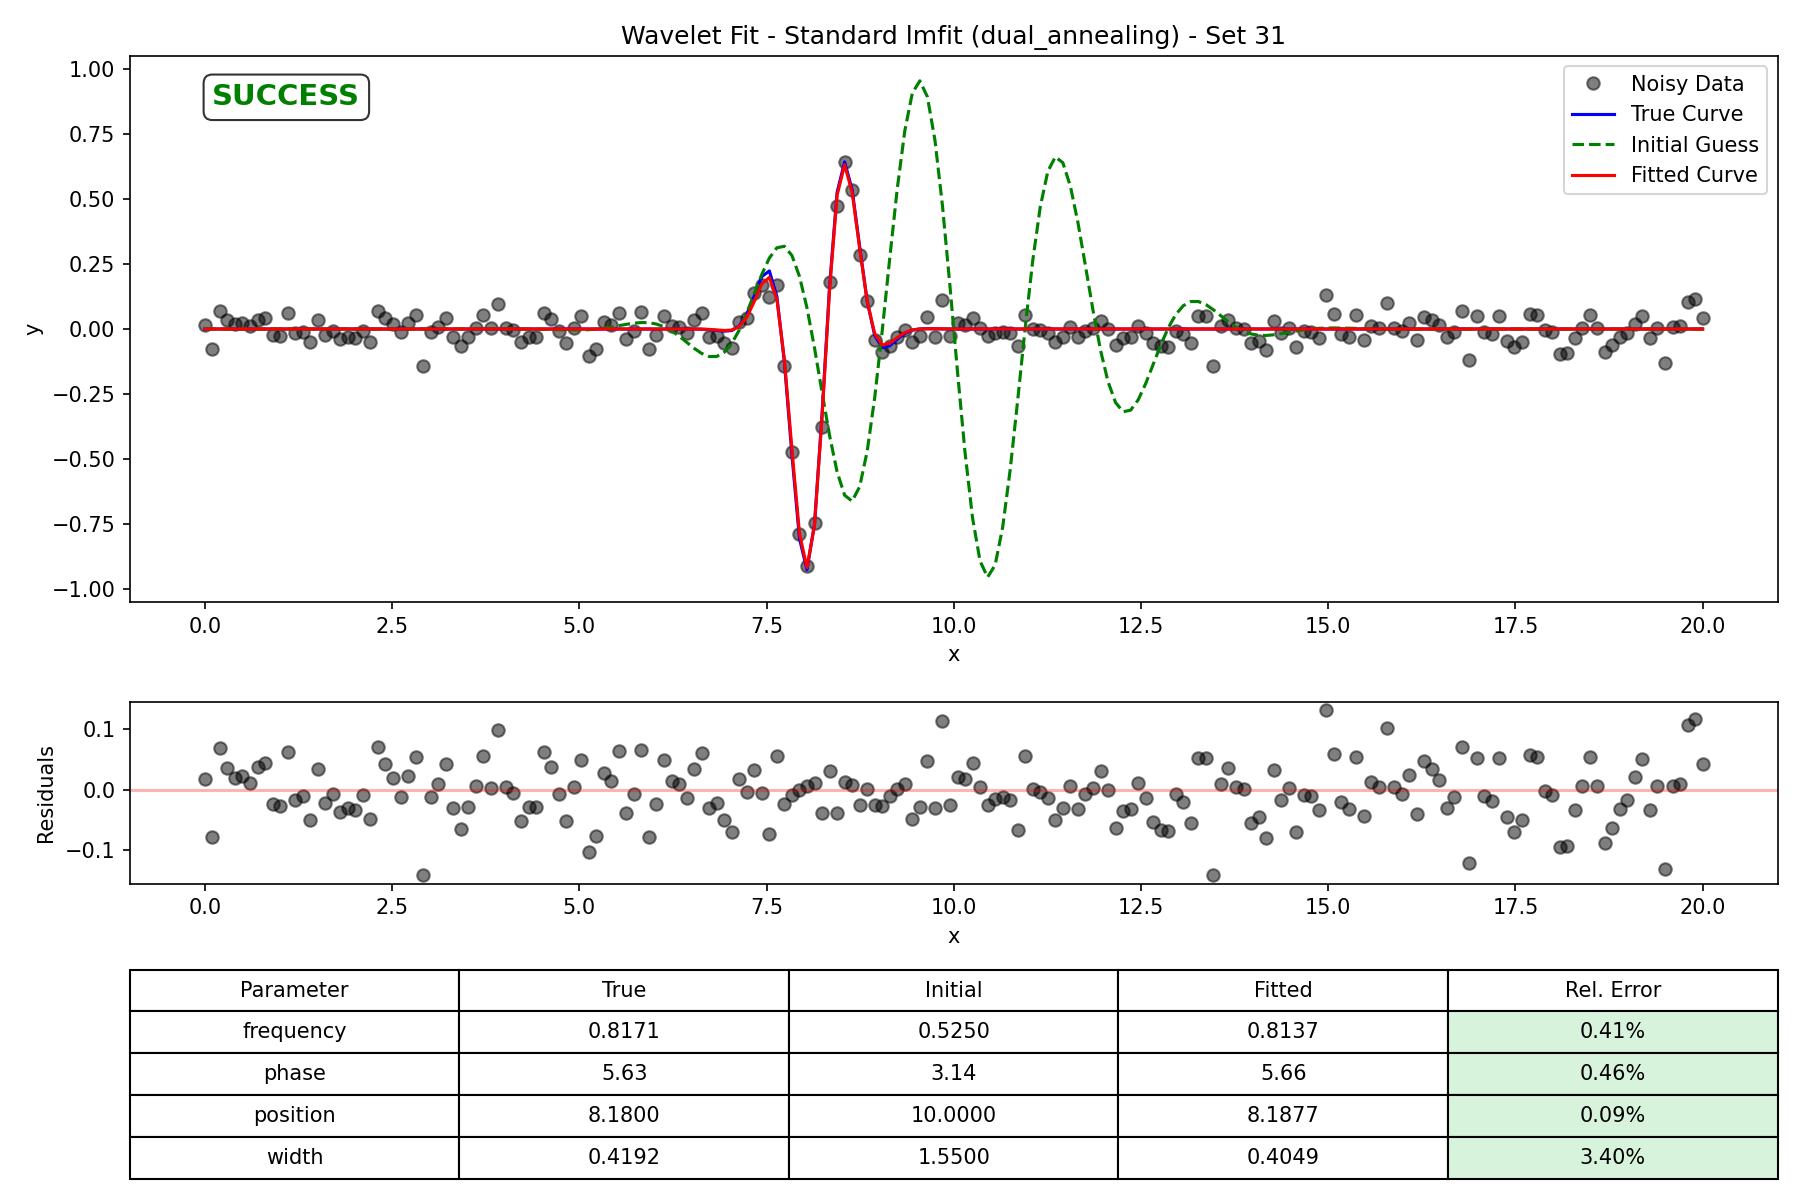 Wavelet Fit - Standard lmfit (dual_annealing) - Set 31
SUCCESS
Noisy Data
True Curve
Initial Guess
Fitted Curve
y
1.00
0.75
0.50
0.25
0.00
−0.25
−0.50
−0.75
−1.00
0.0 2.5 5.0 7.5 10.0 12.5 15.0 17.5 20.0
x
Residuals
0.1
0.0
−0.1
0.0 2.5 5.0 7.5 10.0 12.5 15.0 17.5 20.0
x
Parameter True Initial Fitted Rel. Error
frequency 0.8171 0.5250 0.8137 0.41%
phase 5.63 3.14 5.66 0.46%
position 8.1800 10.0000 8.1877 0.09%
width 0.4192 1.5500 0.4049 3.40%